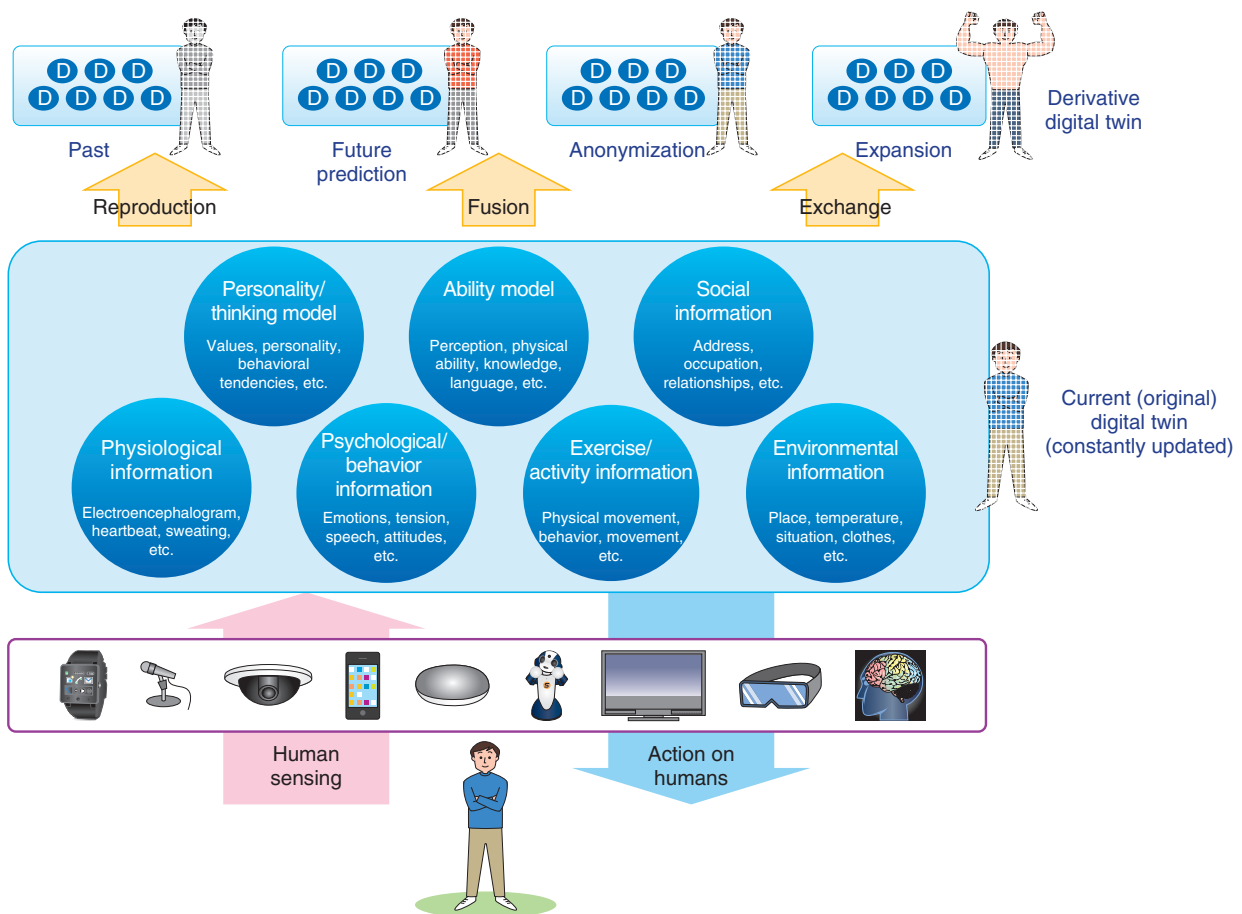 D D D
D D D D
D D D
D D D D
D D D
D D D D
D D D
D D D D
Derivative
digital twin
Past
Future
prediction
Anonymization
Expansion
Reproduction
Fusion
Exchange
Personality/
thinking model
Values, personality,
behavioral
tendencies, etc.
Ability model
Perception, physical
ability, knowledge,
language, etc.
Social
information
Address,
occupation,
relationships, etc.
Physiological
information
Electroencephalogram,
heartbeat, sweating,
etc.
Psychological/
behavior
information
Emotions, tension,
speech, attitudes,
etc.
Exercise/
activity information
Physical movement,
behavior, movement,
etc.
Environmental
information
Place, temperature,
situation, clothes,
etc.
Current (original)
digital twin
(constantly updated)
Human
sensing
Action on
humans